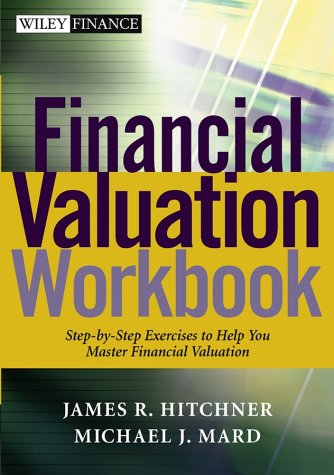 WILEY FINANCE
Financial
Valuation
Workbook
Step-by-Step Exercises to Help You
Master Financial Valuation
JAMES R. HITCHNER
MICHAEL J. MARD